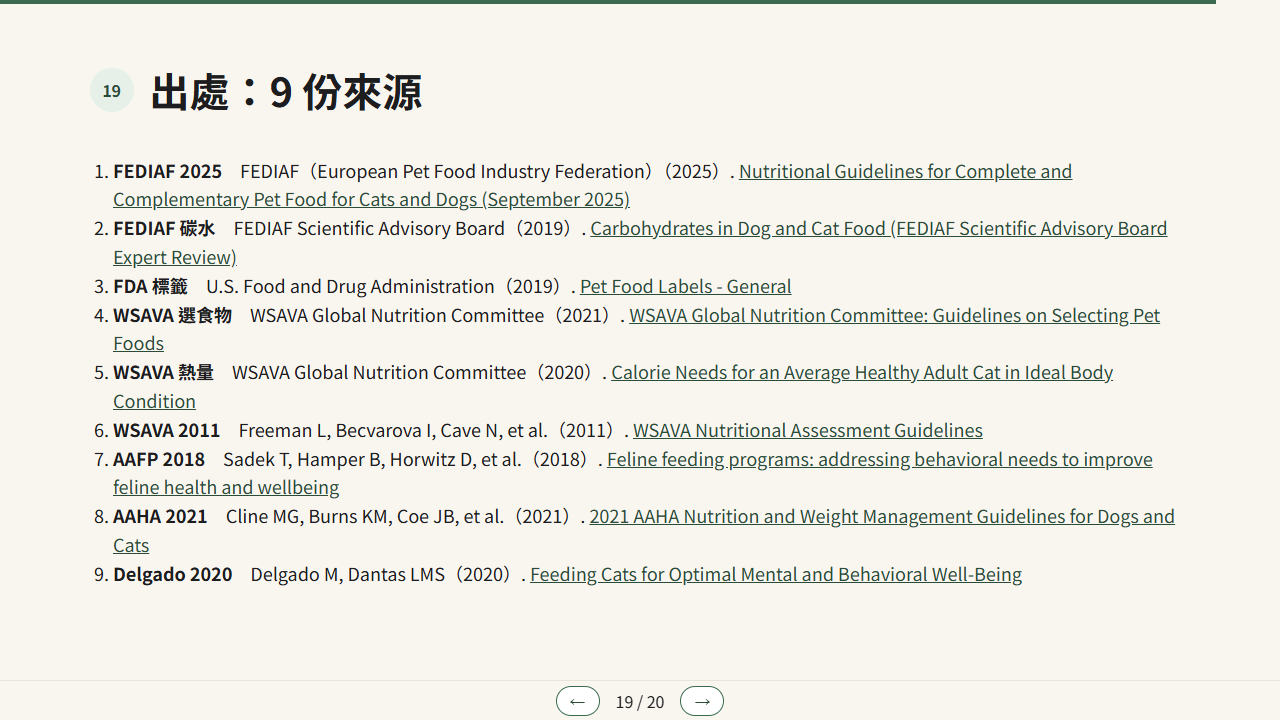 19 出處：9 份來源
1. FEDIAF 2025 FEDIAF（European Pet Food Industry Federation）（2025）. Nutritional Guidelines for Complete and
Complementary Pet Food for Cats and Dogs (September 2025)
2. FEDIAF 碳水 FEDIAF Scientific Advisory Board（2019）. Carbohydrates in Dog and Cat Food (FEDIAF Scientific Advisory Board
Expert Review)
3. FDA 標籤 U.S. Food and Drug Administration（2019）. Pet Food Labels - General
4. WSAVA 選食物 WSAVA Global Nutrition Committee（2021）. WSAVA Global Nutrition Committee: Guidelines on Selecting Pet
Foods
5. WSAVA 熱量 WSAVA Global Nutrition Committee（2020）. Calorie Needs for an Average Healthy Adult Cat in Ideal Body
Condition
6. WSAVA 2011 Freeman L, Becvarova I, Cave N, et al.（2011）. WSAVA Nutritional Assessment Guidelines
7. AAFP 2018 Sadek T, Hamper B, Horwitz D, et al.（2018）. Feline feeding programs: addressing behavioral needs to improve
feline health and wellbeing
8. AAHA 2021 Cline MG, Burns KM, Coe JB, et al.（2021）. 2021 AAHA Nutrition and Weight Management Guidelines for Dogs and
Cats
9. Delgado 2020 Delgado M, Dantas LMS（2020）. Feeding Cats for Optimal Mental and Behavioral Well-Being
← 19 / 20 →